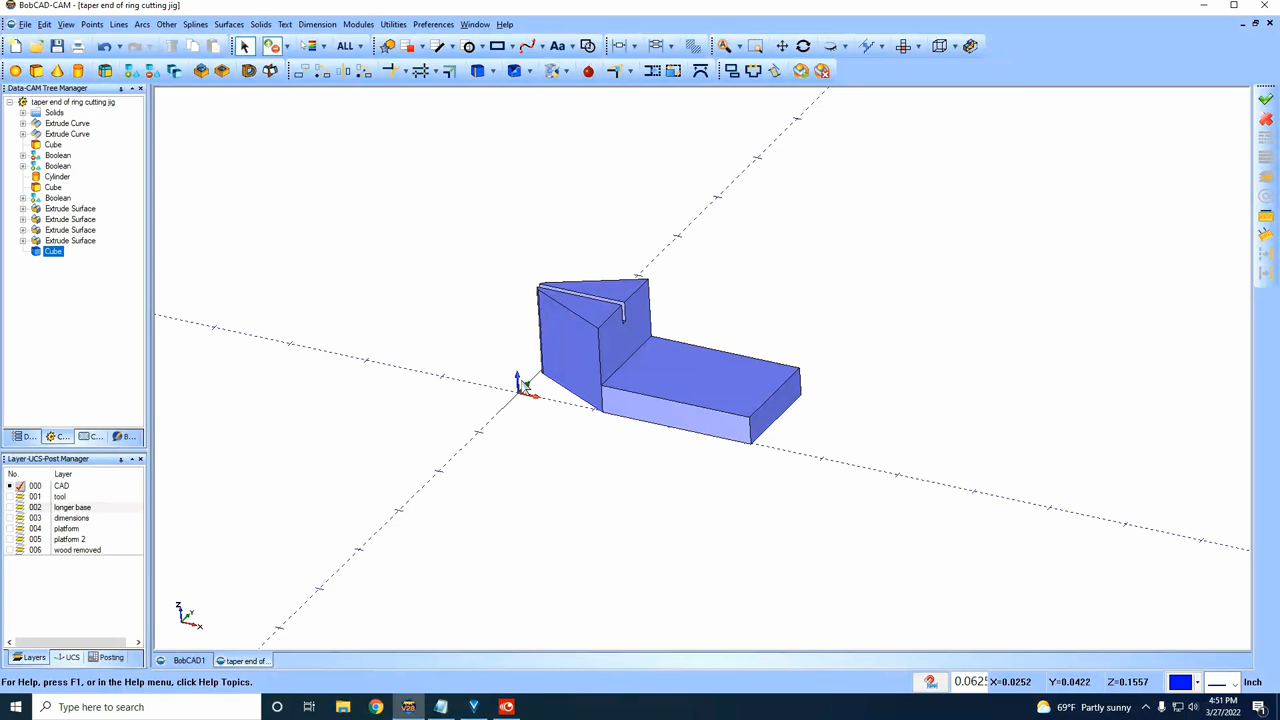 BobCAD-CAM - [taper end of ring cutting jig]
File Edit View Points Lines Arcs Other Splines Surfaces Solids Text Dimension Modules Utilities Preferences Window Help
ALL Aa
Data-CAM Tree Manager
taper end of ring cutting jig
Solids
Extrude Curve
Extrude Curve
Cube
Boolean
Boolean
Cylinder
Cube
Boolean
Extrude Surface
Extrude Surface
Extrude Surface
Extrude Surface
Cube
D... C... C... B...
Layer-UCS-Post Manager
No. Layer
000 CAD
001 tool
002 longer base
003 dimensions
004 platform
005 platform 2
006 wood removed
Z
Y
X
Layers UCS Posting
BobCAD1 taper end of...
For Help, press F1, or in the Help menu, click Help Topics. 0.0625 X=0.0252 Y=0.0422 Z=0.1557 Inch
Type here to search
V28
69°F Partly sunny
4:51 PM
3/27/2022
1